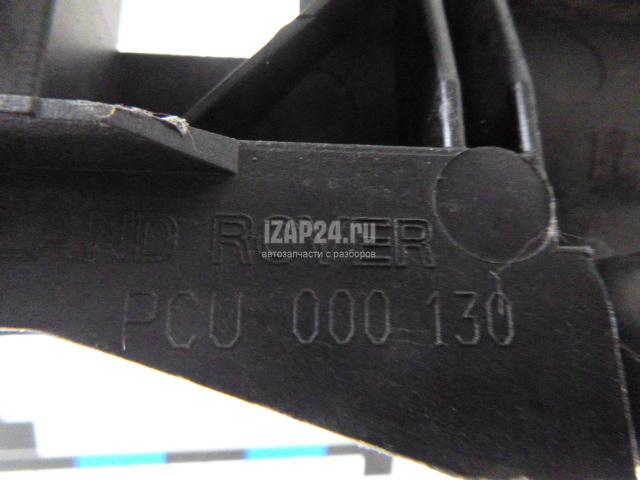 LAND ROVER
IZAP24.ru
автозапчасти с разборов
PCU 000 130